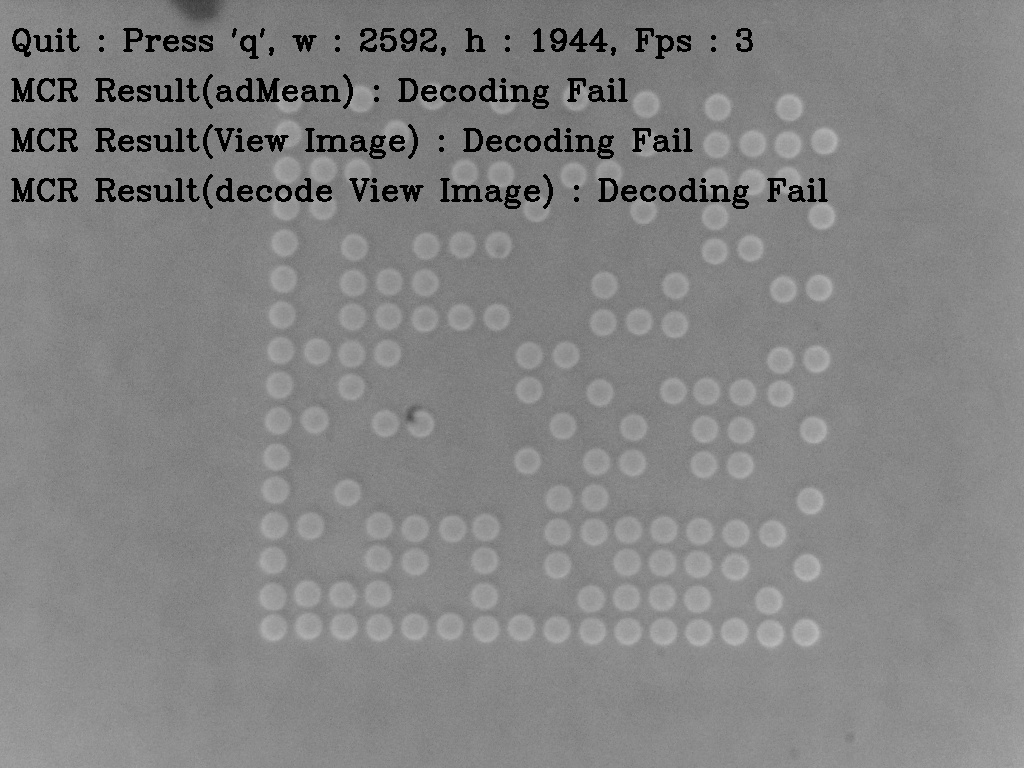 Quit : Press 'q', w : 2592, h : 1944, Fps : 3
MCR Result(adMean) : Decoding Fail
MCR Result(View Image) : Decoding Fail
MCR Result(decode View Image) : Decoding Fail